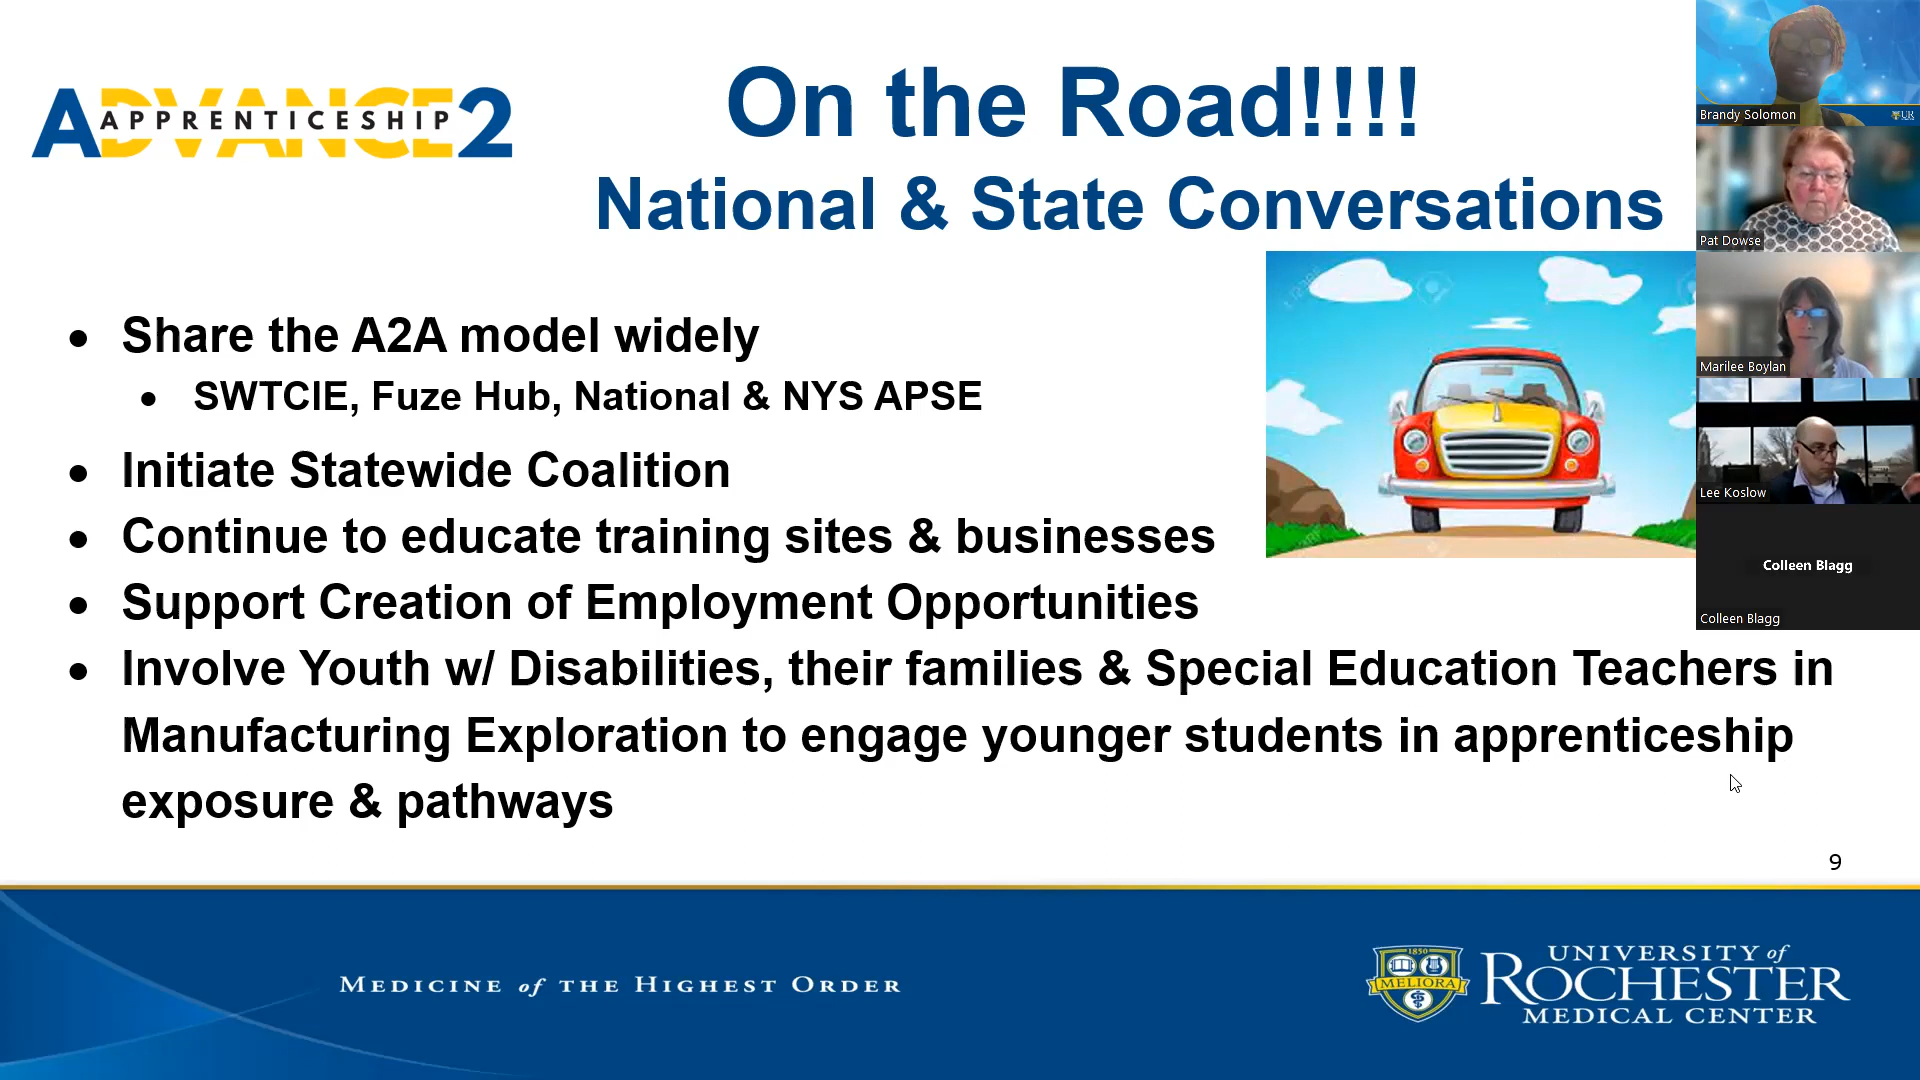 ADVANCE2
APPRENTICESHIP
On the Road!!!!
National & State Conversations
• Share the A2A model widely
• SWTCIE, Fuze Hub, National & NYS APSE
• Initiate Statewide Coalition
• Continue to educate training sites & businesses
• Support Creation of Employment Opportunities
• Involve Youth w/ Disabilities, their families & Special Education Teachers in
Manufacturing Exploration to engage younger students in apprenticeship
exposure & pathways
9
MEDICINE of THE HIGHEST ORDER
1850
MELIORA
UNIVERSITY of
ROCHESTER
MEDICAL CENTER
Brandy Solomon
UR
Pat Dowse
Marilee Boylan
Lee Koslow
Colleen Blagg
Colleen Blagg